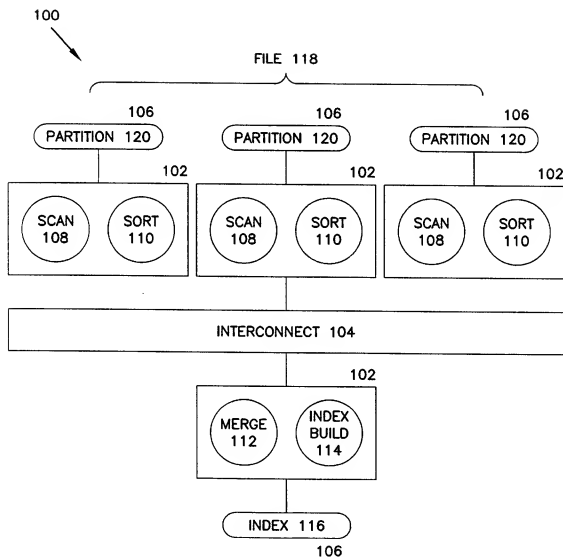 100
FILE 118
106 106 106
PARTITION 120 PARTITION 120 PARTITION 120
102 102 102
SCAN 108 SORT 110 SCAN 108 SORT 110 SCAN 108 SORT 110
INTERCONNECT 104
102
MERGE 112 INDEX BUILD 114
INDEX 116
106